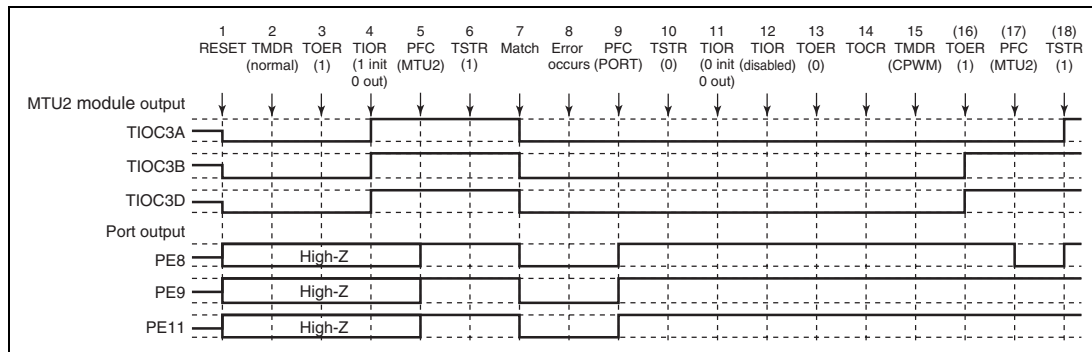 1 2 3 4 5 6 7 8 9 10 11 12 13 14 15 (16) (17) (18)
RESET TMDR TOER TIOR PFC TSTR Match Error PFC TSTR TIOR TIOR TOER TOCR TMDR TOER PFC TSTR
(normal) (1) (1 init (MTU2) (1) occurs (PORT) (0) (0 init (disabled) (0) (CPWM) (1) (MTU2) (1)
0 out) 0 out)
MTU2 module output
TIOC3A
TIOC3B
TIOC3D
Port output
PE8 High-Z
PE9 High-Z
PE11 High-Z